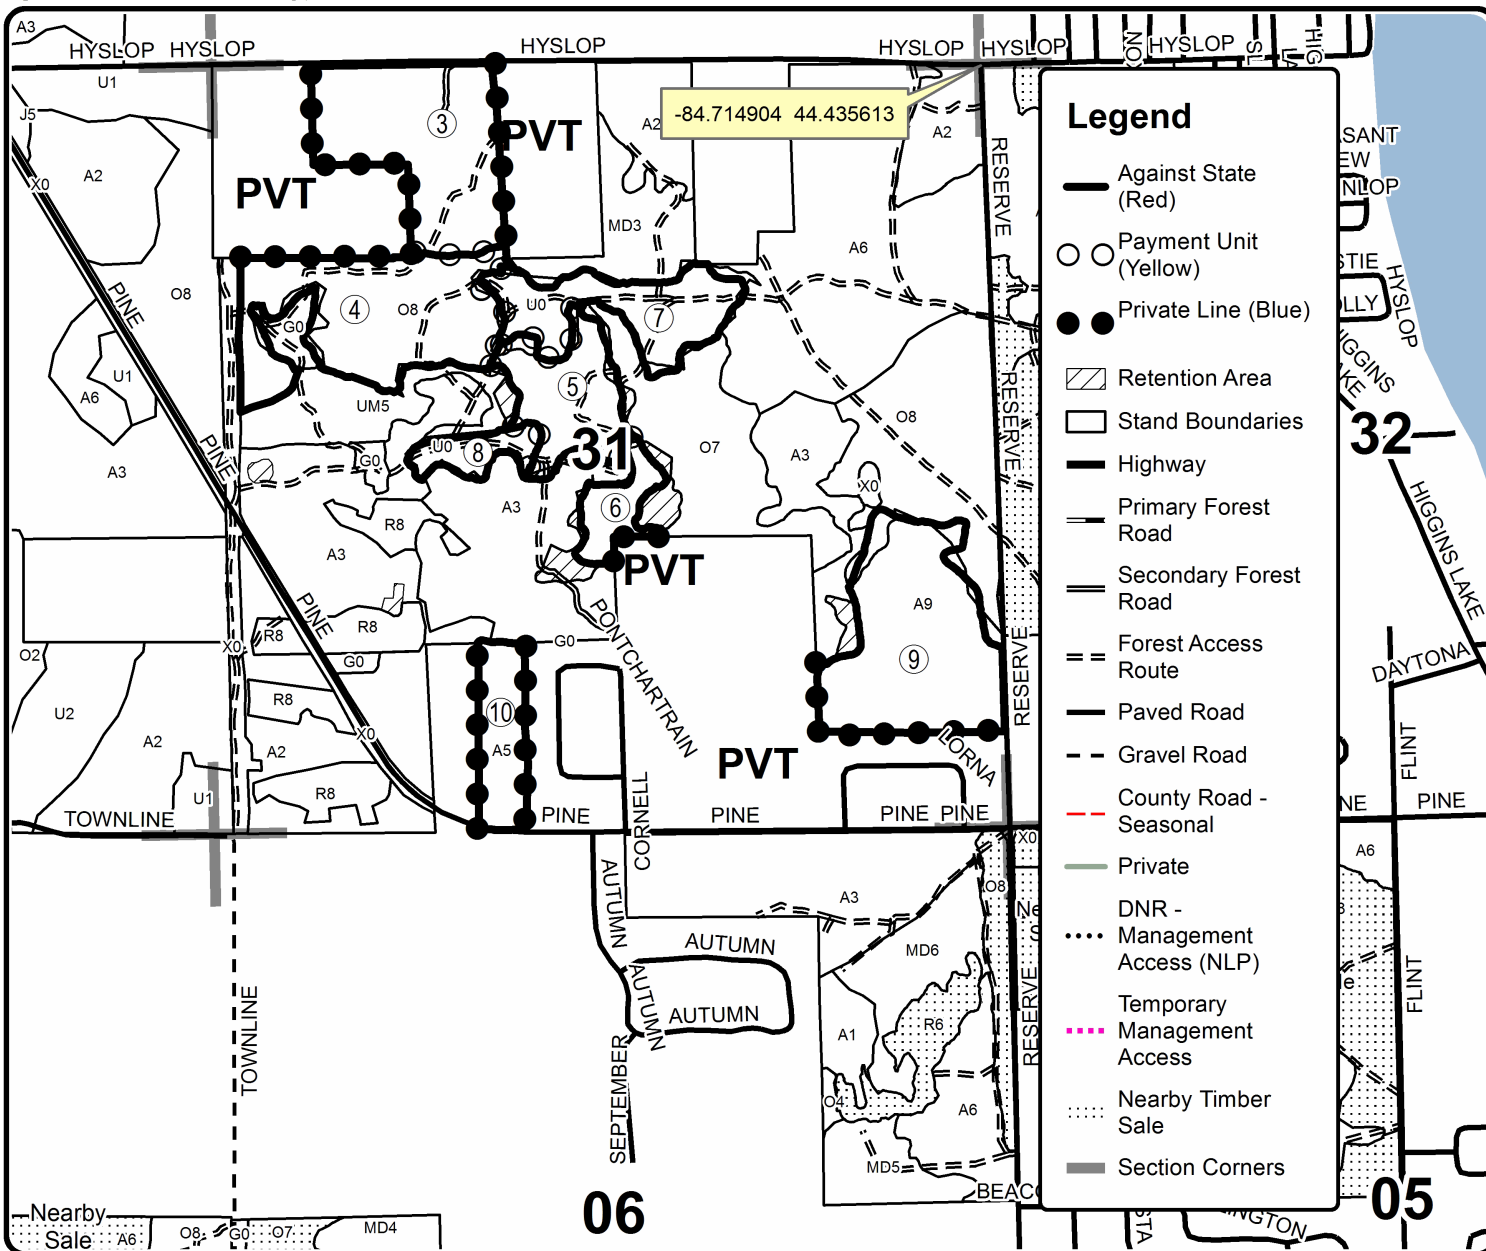 A3
HYSLOP
HYSLOP
HYSLOP
HYSLOP
HYSLOP
HYSLOP
U1
J5
X0
A2
PINE
O8
3
PVT
PVT
A2
-84.714904 44.435613
A2
MD3
A6
RESERVE
4
O8
U0
7
G0
U1
A6
UM5
5
O8
RESERVE
PINE
A3
G0
U0
8
31
O7
A3
X0
32
HYSLOP
R8
A3
A3
6
PVT
A9
9
HIGGINS LAKE
PINE
PONTCHARTRAIN
R8
R8
X0
G0
G0
O2
R8
U2
A2
A2
X0
10
A5
PVT
LORNA
RESERVE
DAYTONA
U1
R8
TOWNLINE
PINE
CORNELL
PINE
PINE
PINE
PINE
FLINT
X0
A6
O8
A3
AUTUMN
AUTUMN
AUTUMN
AUTUMN
MD6
R6
A1
O4
A6
MD5
RESERVE
FLINT
TOWNLINE
SEPTEMBER
06
05
Nearby
Sale
A6
O8
G0
O7
MD4
Legend
Against State
(Red)
Payment Unit
(Yellow)
Private Line (Blue)
Retention Area
Stand Boundaries
Highway
Primary Forest
Road
Secondary Forest
Road
Forest Access
Route
Paved Road
Gravel Road
County Road -
Seasonal
Private
DNR -
Management
Access (NLP)
Temporary
Management
Access
Nearby Timber
Sale
Section Corners